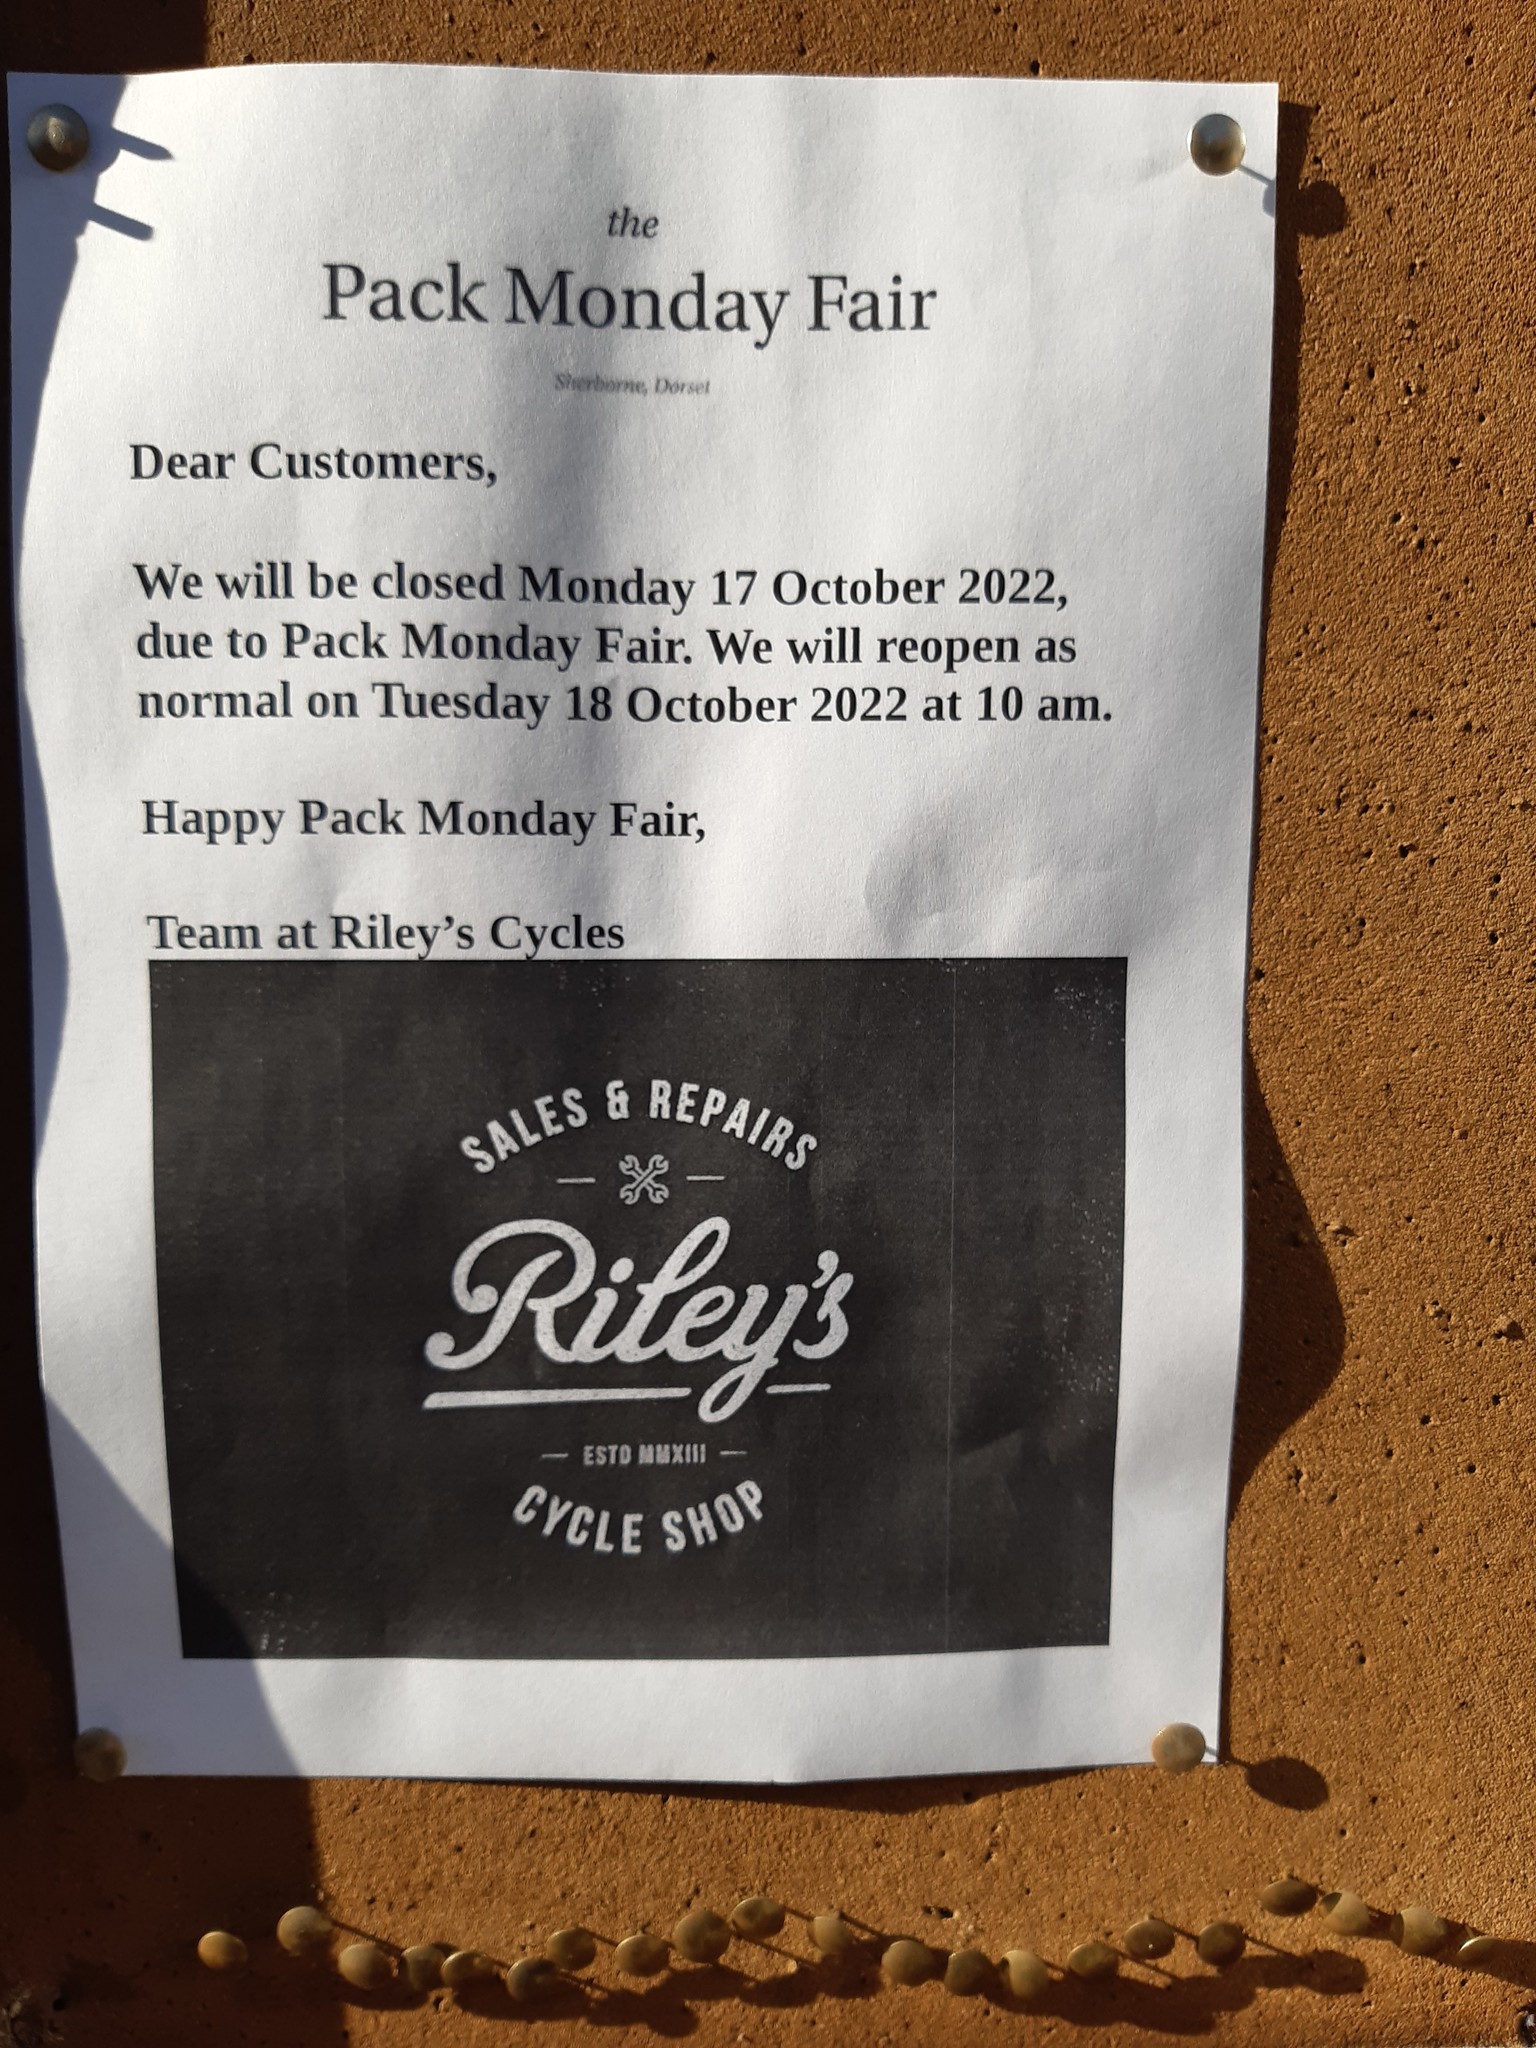 the
Pack Monday Fair
Sherborne, Dorset
Dear Customers,
We will be closed Monday 17 October 2022,
due to Pack Monday Fair. We will reopen as
normal on Tuesday 18 October 2022 at 10 am.
Happy Pack Monday Fair,
Team at Riley’s Cycles
SALES & REPAIRS
Riley's
ESTD MMXIII
CYCLE SHOP